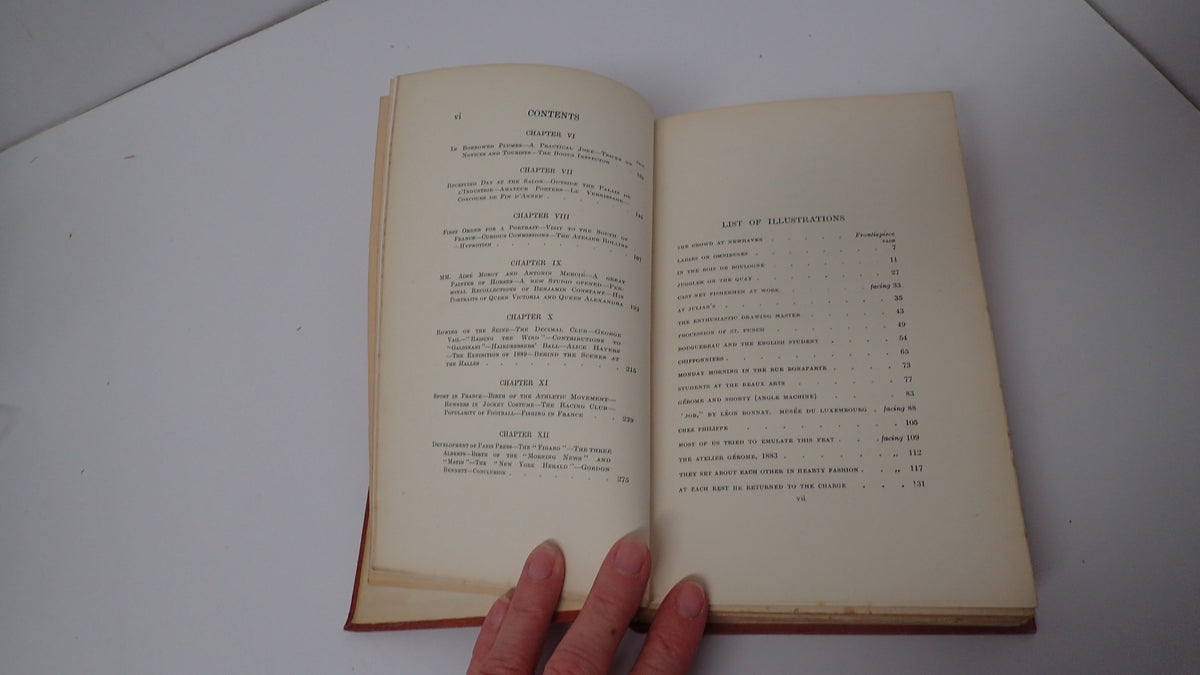 vi CONTENTS
CHAPTER VI
In Borrowed Plumes—A Practical Joke—Tricks on
Novices and Tourists—The Bogus Inspector
CHAPTER VII
Receiving Day at the Salon—Outside the Palais de
l'Industrie—Amateur Porters—Le Vernissage—
Concours de Fin d'Année .
CHAPTER VIII
First Order for a Portrait—Visit to the South of
France—Curious Commissions—The Atelier Rollins
—Hypnotism . . . . . . . 167
CHAPTER IX
MM. Aimé Morot and Antonin Mercié—A Great
Painter of Horses—A New Studio opened—Per-
sonal Recollections of Benjamin Constant—His
Portraits of Queen Victoria and Queen Alexandra 193
CHAPTER X
Rowing on the Seine—The Decimal Club—George
Vail—"Raising the Wind"—Contributions to
"Galignani"—Hairdressers' Ball—Alice Havers
—The Exposition of 1889—Behind the Scenes at
the Halles . . . . . . . 215
CHAPTER XI
Sport in France—Birth of the Athletic Movement—
Runners in Jockey Costume—The Racing Club—
Popularity of Football—Fishing in France . . 239
CHAPTER XII
Development of Paris Press—The "Figaro"—The Three
Alberts—Birth of the "Morning News" and
"Matin"—The "New York Herald"—Gordon
Bennett—Conclusion . . . . . . 275
LIST OF ILLUSTRATIONS
THE CROWD AT NEWHAVEN . . . . . Frontispiece
PAGE
LADIES ON OMNIBUSES . . . . . . 7
IN THE BOIS DE BOULOGNE . . . . . . 11
JUGGLERS ON THE QUAY . . . . . . 27
CAST-NET FISHERMEN AT WORK . . . . facing 33
AT JULIAN'S . . . . . . . 35
THE ENTHUSIASTIC DRAWING MASTER . . . . 43
PROCESSION OF ST. PUNCH . . . . . 49
BOUGUEREAU AND THE ENGLISH STUDENT . . . . 54
CHIFFONNIERS . . . . . . . 65
MONDAY MORNING IN THE RUE BONAPARTE . . . . 73
STUDENTS AT THE BEAUX ARTS . . . . . 77
GÉROME AND SHORTY (ANGLE MACHINE) . . . . 83
"JOB," BY LÉON BONNAT. MUSÉE DU LUXEMBOURG . facing 88
CHEZ PHILIPPE . . . . . . 105
MOST OF US TRIED TO EMULATE THIS FEAT . . . facing 109
THE ATELIER GÉROME, 1883 . . . . . „ 112
THEY SET ABOUT EACH OTHER IN HEARTY FASHION . . „ 117
AT EACH REST HE RETURNED TO THE CHARGE . . . 131
vii